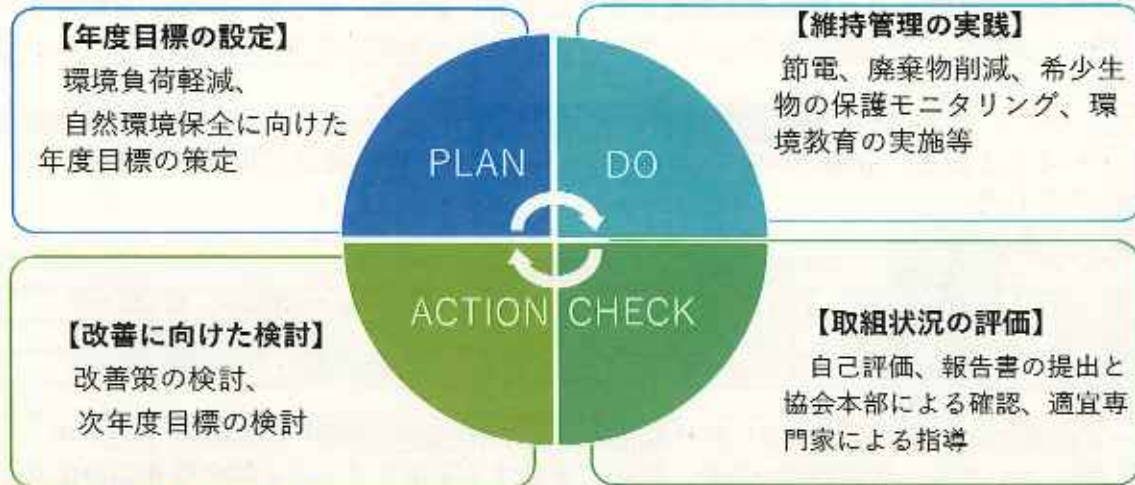 【年度目標の設定】
環境負荷軽減、
自然環境保全に向けた
年度目標の策定
PLAN
【維持管理の実践】
節電、廃棄物削減、希少生
物の保護モニタリング、環
境教育の実施等
DO
【改善に向けた検討】
改善策の検討、
次年度目標の検討
ACTION
【取組状況の評価】
自己評価、報告書の提出と
協会本部による確認、適宜専
門家による指導
CHECK